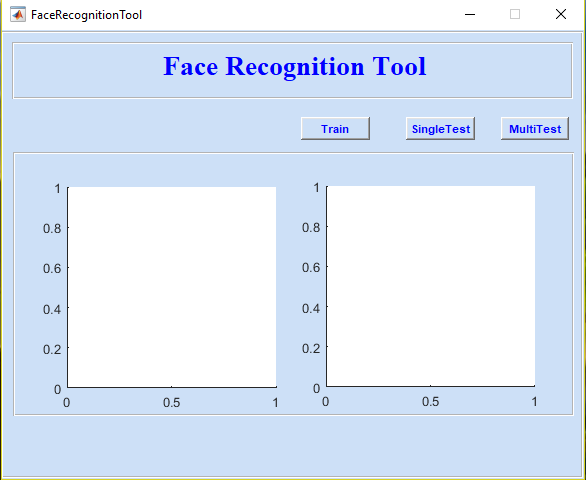 FaceRecognitionTool
Face Recognition Tool
Train SingleTest MultiTest
1 1
0.8 0.8
0.6 0.6
0.4 0.4
0.2 0.2
0 0
0 0.5 1 0 0.5 1